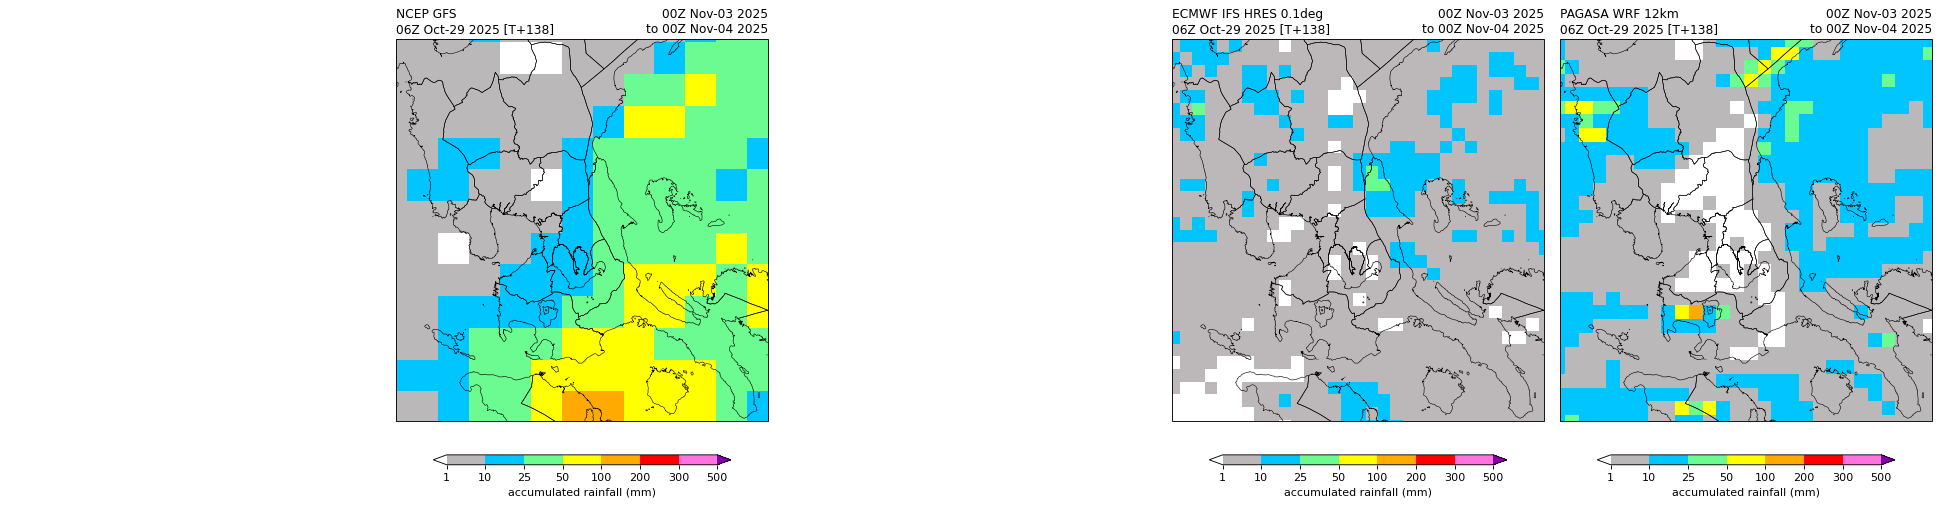 NCEP GFS 00Z Nov-03 2025
06Z Oct-29 2025 [T+138] to 00Z Nov-04 2025
1 10 25 50 100 200 300 500
accumulated rainfall (mm)
ECMWF IFS HRES 0.1deg 00Z Nov-03 2025
06Z Oct-29 2025 [T+138] to 00Z Nov-04 2025
1 10 25 50 100 200 300 500
accumulated rainfall (mm)
PAGASA WRF 12km 00Z Nov-03 2025
06Z Oct-29 2025 [T+138] to 00Z Nov-04 2025
1 10 25 50 100 200 300 500
accumulated rainfall (mm)